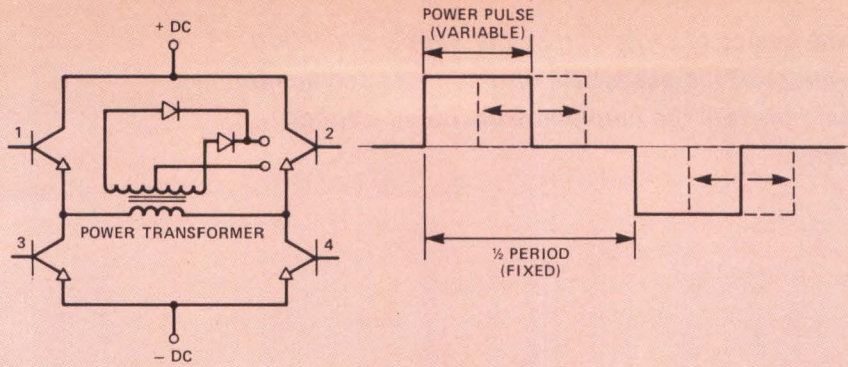 + DC
1
2
POWER TRANSFORMER
3
4
− DC
POWER PULSE
(VARIABLE)
½ PERIOD
(FIXED)